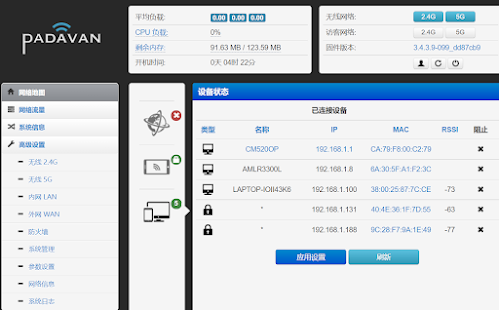 PADAVAN
平均负载: 0.00 0.00 0.00
CPU 负载: 0%
剩余内存: 91.63 MB / 123.59 MB
开机时间: 0天 04时 22分
无线网络: 2.4G 5G
访客网络: 2.4G 5G
固件版本: 3.4.3.9-099_dd87cb9
网络地图
网络流量
系统信息
高级设置
无线 2.4G
无线 5G
内网 LAN
外网 WAN
防火墙
系统管理
参数设置
网络信息
系统日志
5
设备状态
已连接设备
类型 名称 IP MAC RSSI 阻止
CM520OP 192.168.1.1 CA:79:F8:00:C2:79
AMLR3300L 192.168.1.8 6A:30:5F:A1:F2:3C
LAPTOP-IOII43K6 192.168.1.100 38:00:25:87:7C:CE -73
* 192.168.1.131 40:4E:36:1F:7D:55 -63
* 192.168.1.188 9C:28:F7:9A:1E:49 -77
应用设置 刷新